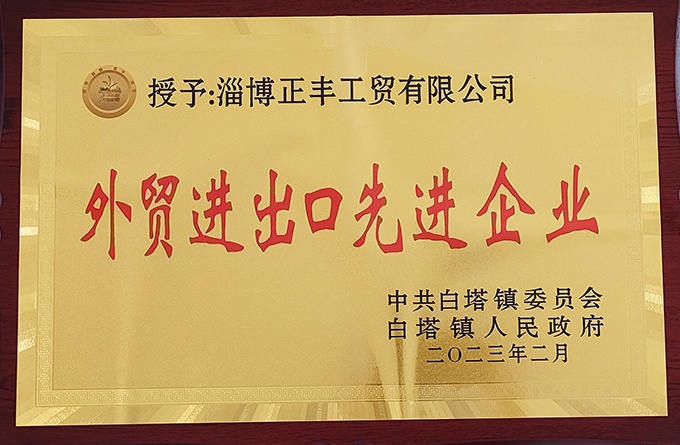 授予:淄博正丰工贸有限公司
外贸进出口先进企业
中共白塔镇委员会
白塔镇人民政府
二〇二三年二月